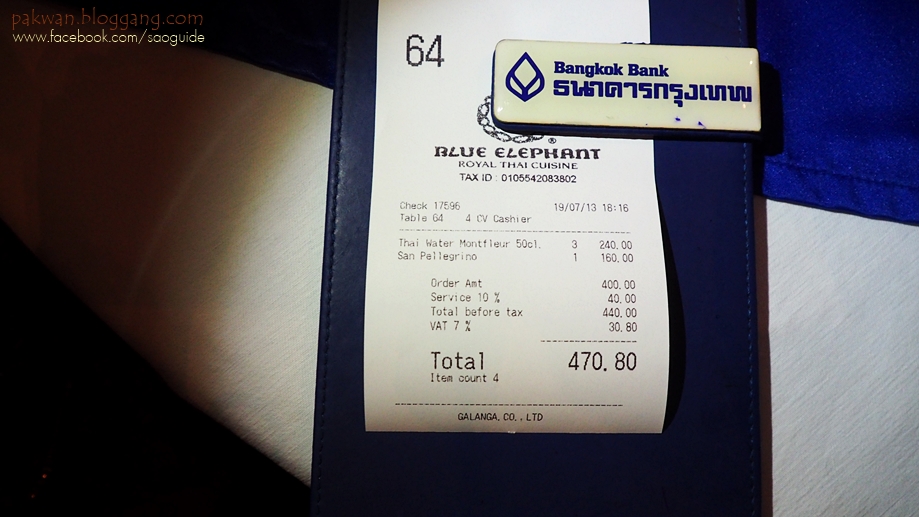 pakwan.bloggang.com
www.facebook.com/saoguide
64
Bangkok Bank
ธนาคารกรุงเทพ
®
BLUE ELEPHANT
ROYAL THAI CUISINE
TAX ID : 0105542083802
Check 17596 19/07/13 18:16
Table 64 4 CV Cashier
Thai Water Montfleur 50cl. 3 240.00
San Pellegrino 1 160.00
Order Amt 400.00
Service 10 % 40.00
Total before tax 440.00
VAT 7 % 30.80
Total 470.80
Item count 4
GALANGA.CO.,LTD